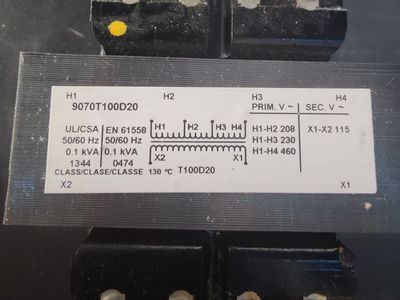 H1 H2 H3 H4
9070T100D20 PRIM. V ~ SEC. V ~
UL/CSA EN 61558 H1 H2 H3 H4 H1-H2 208 X1-X2 115
50/60 Hz 50/60 Hz H1-H3 230
0.1 kVA 0.1 kVA X2 X1 H1-H4 460
1344 0474
CLASS/CLASE/CLASSE 130 ºC T100D20
X2 X1